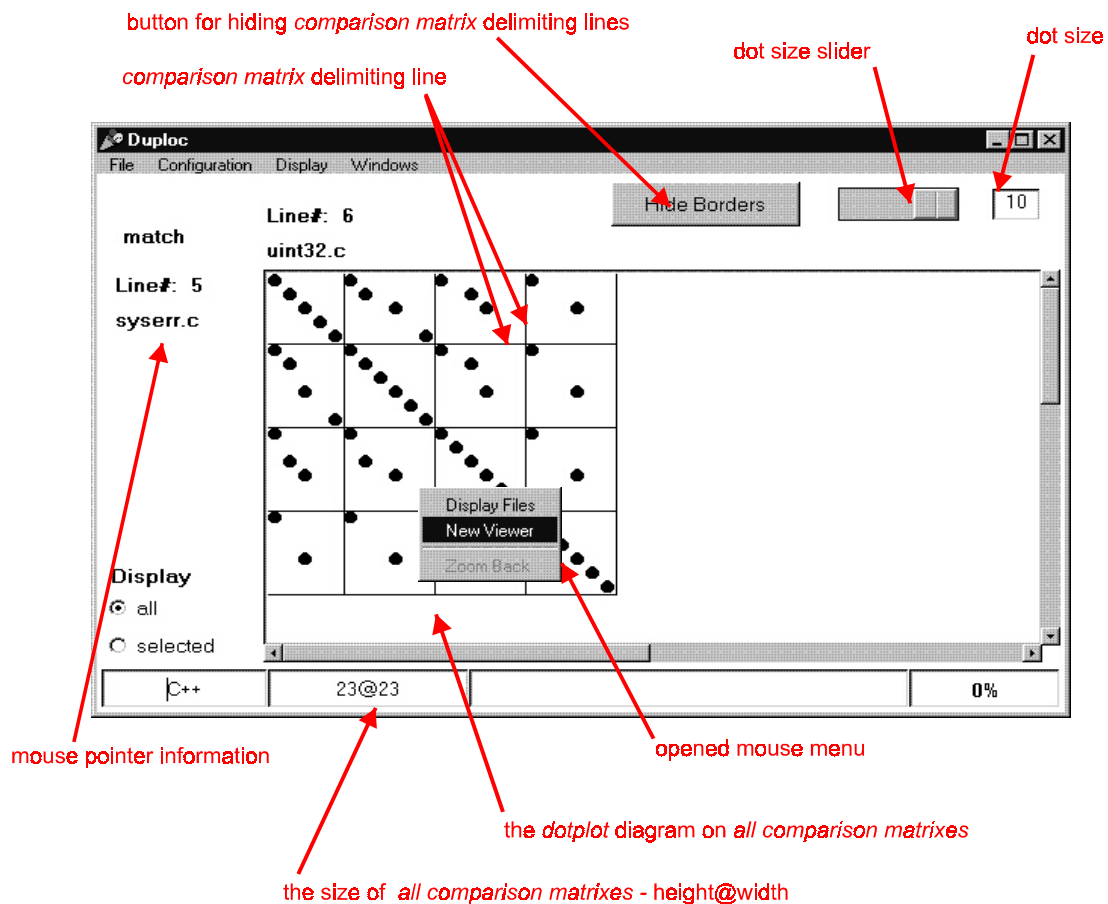 button for hiding comparison matrix delimiting lines
dot size
dot size slider
comparison matrix delimiting line
Duploc
File Configuration Display Windows
Hide Borders
10
Line#: 6
match
uint32.c
Line#: 5
syserr.c
Display Files
New Viewer
Zoom Back
Display
all
selected
C++ 23@23 0%
mouse pointer information
opened mouse menu
the dotplot diagram on all comparison matrixes
the size of all comparison matrixes - height@width